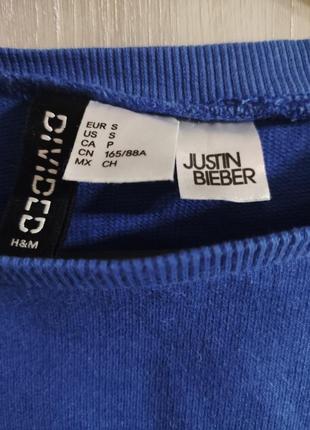 DIVIDED
H&M
EUR S
US S
CA P
CN 165/88A
MX CH
JUSTIN
BIEBER